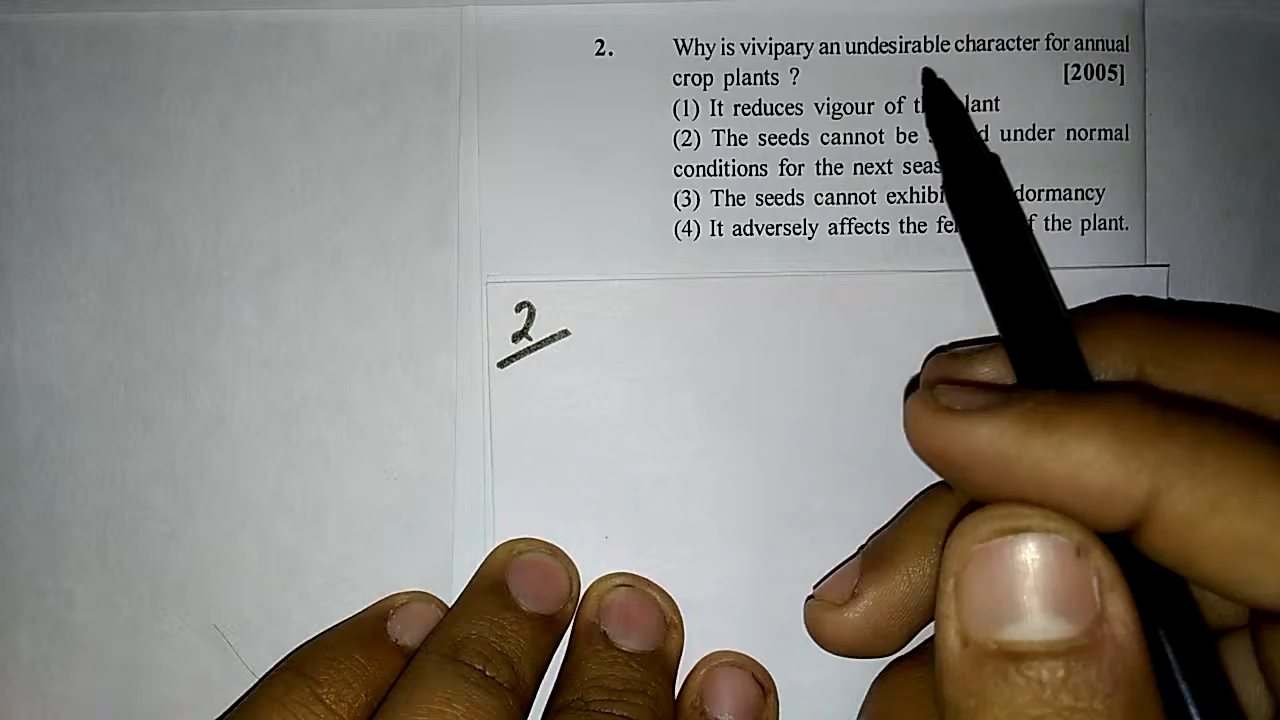 2. Why is vivipary an undesirable character for annual
crop plants ? [2005]
(1) It reduces vigour of plant
(2) The seeds cannot be under normal
conditions for the next
(3) The seeds cannot dormancy
(4) It adversely affects the of the plant.
2